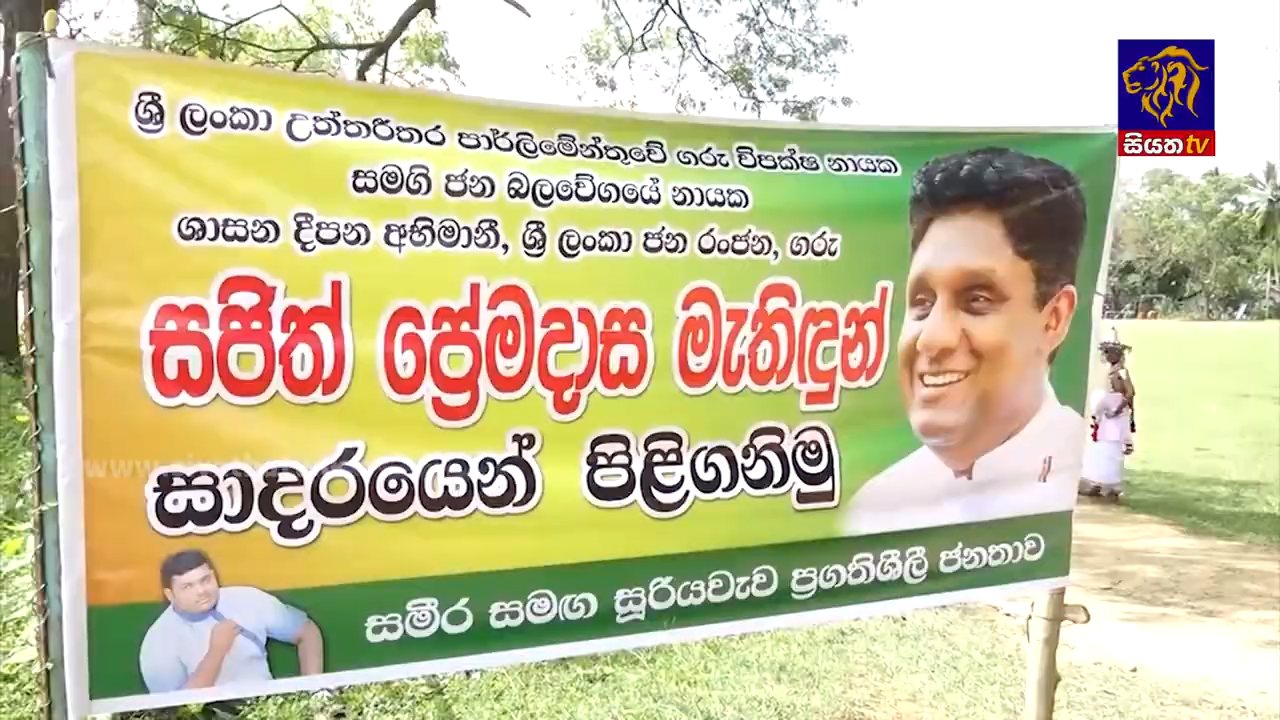 ශ්‍රී ලංකා උත්තරීතර පාර්ලිමේන්තුවේ ගරු විපක්ෂ නායක
සමගි ජන බලවේගයේ නායක
ශාසන දීපන අභිමානී, ශ්‍රී ලංකා ජන රංජන, ගරු
සජිත් ප්‍රේමදාස මැතිඳුන්
සාදරයෙන් පිළිගනිමු
සමීර සමඟ සූරියවැව ප්‍රගතිශීලී ජනතාව
සියත tv